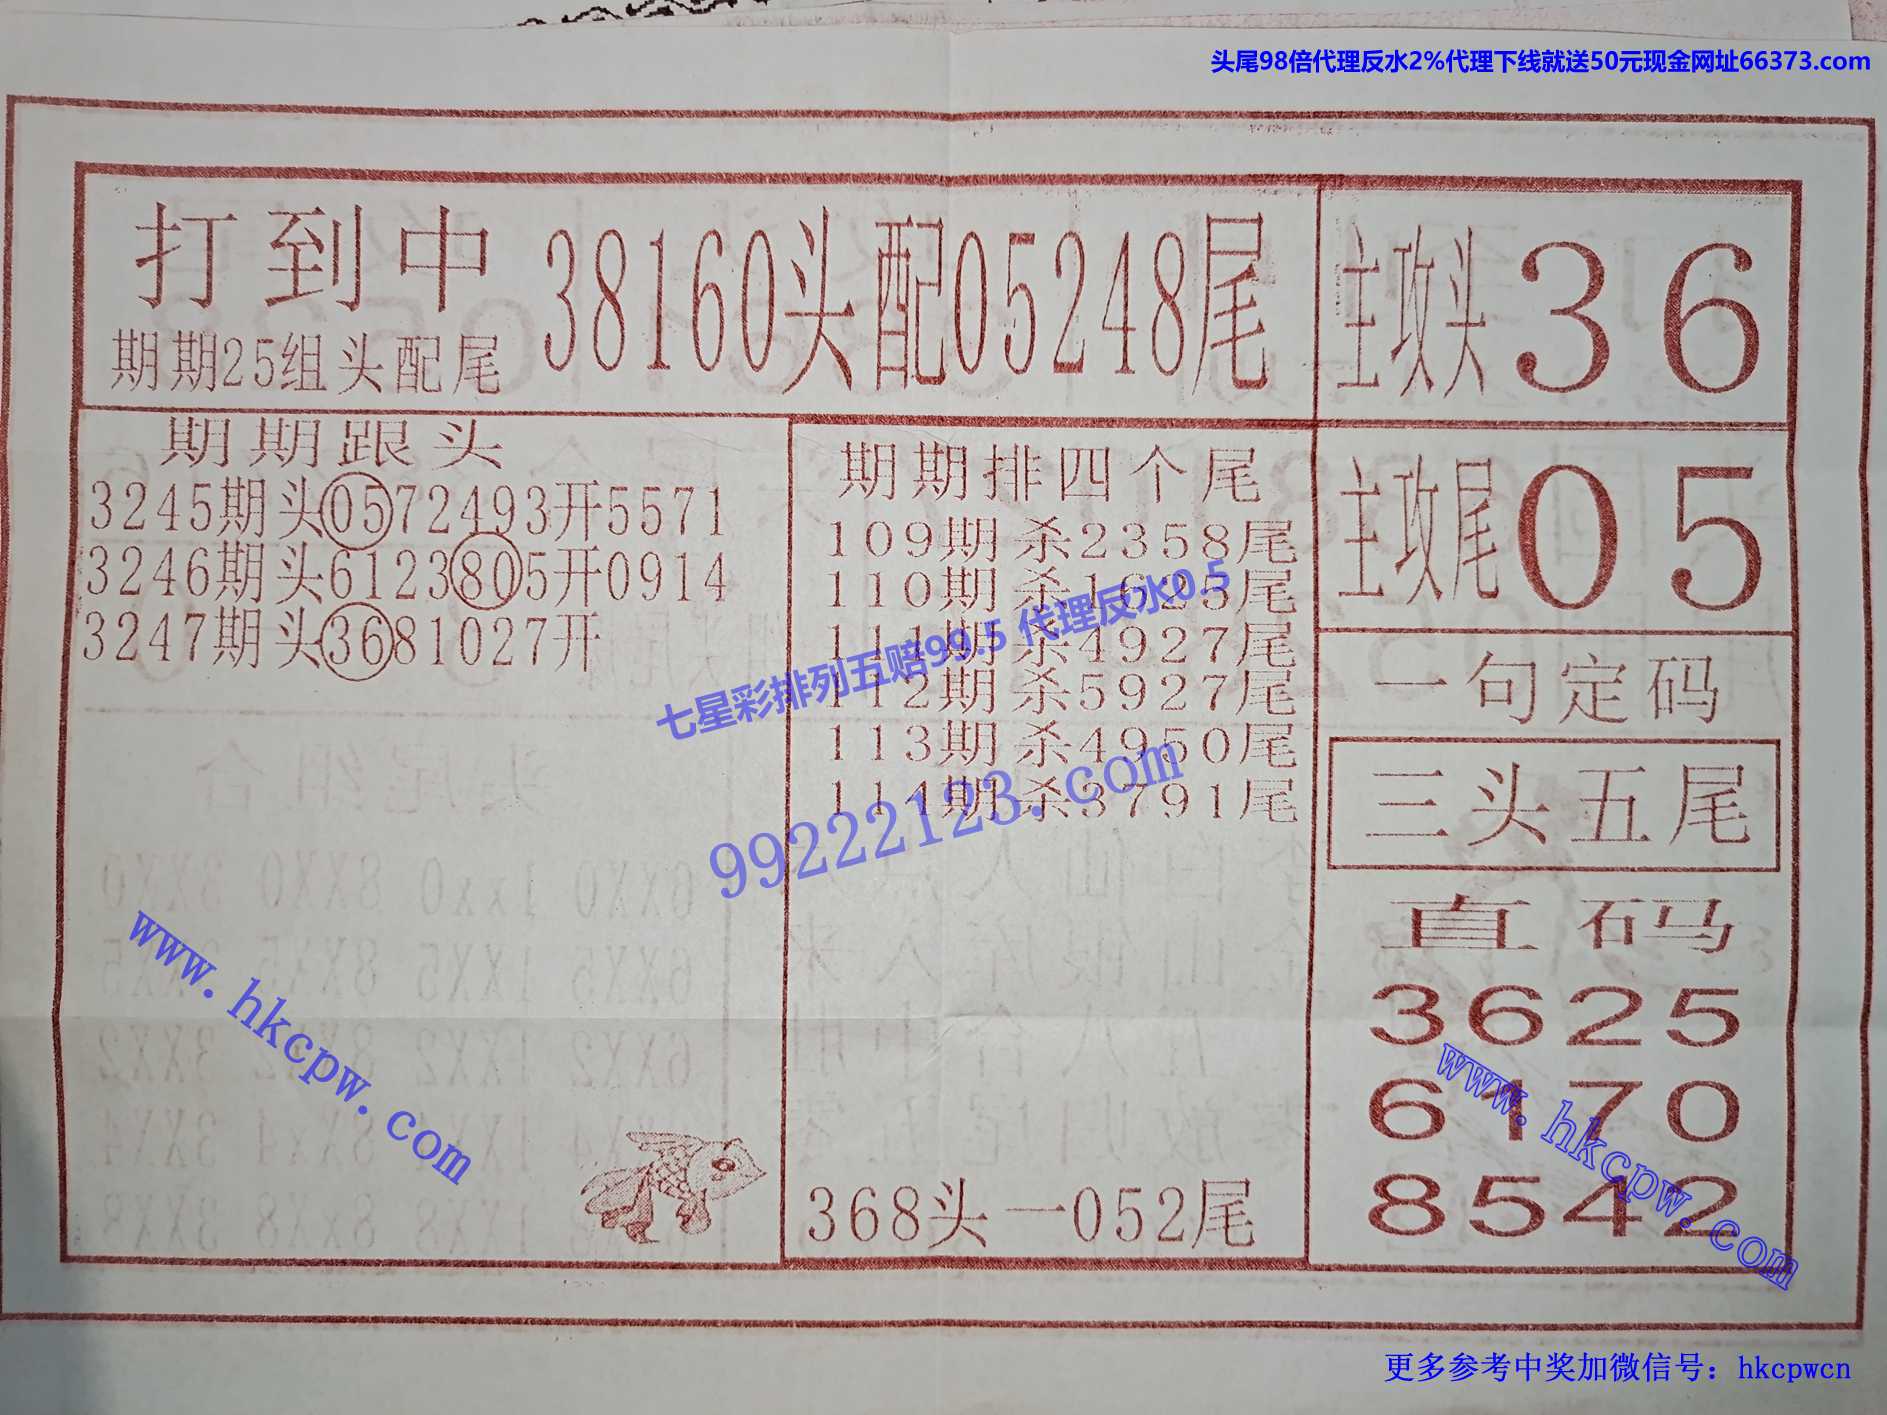 头尾98倍代理反水2%代理下线就送50元现金网址66373.com
打到中
期期25组头配尾
38160头配05248尾
主攻头36
期期跟头
3245期头0572493开5571
3246期头6123805开0914
3247期头3681027开
期期排四个尾
109期杀2358尾
110期杀1625尾
111期杀4927尾
112期杀5927尾
113期杀4950尾
114期杀3791尾
368头一052尾
主攻尾05
一句定码
三头五尾
直码
3625
6170
8542
七星彩排列五赔99.5 代理反水0.5
99222123.com
www.hkcpw.com
www.hkcpw.com
更多参考中奖加微信号：hkcpwcn